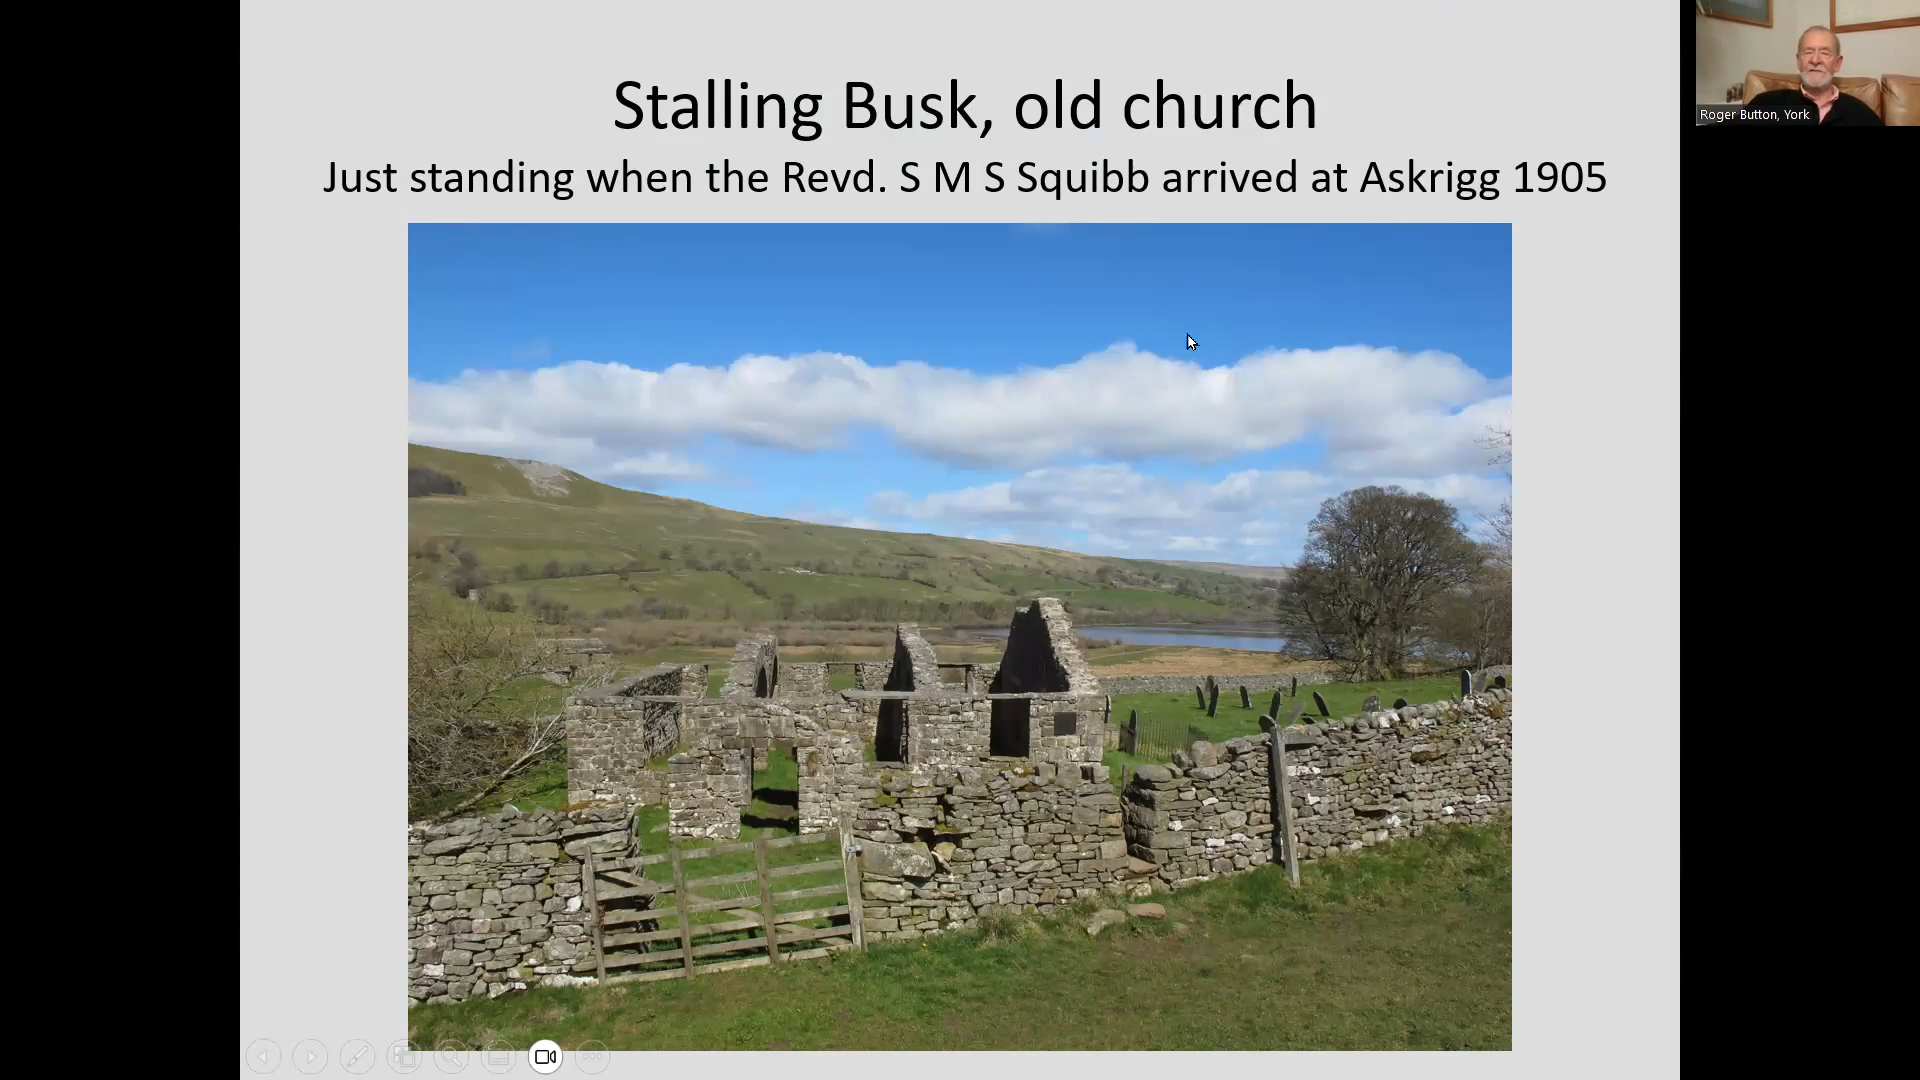 Stalling Busk, old church
Just standing when the Revd. S M S Squibb arrived at Askrigg 1905
Roger Button, York